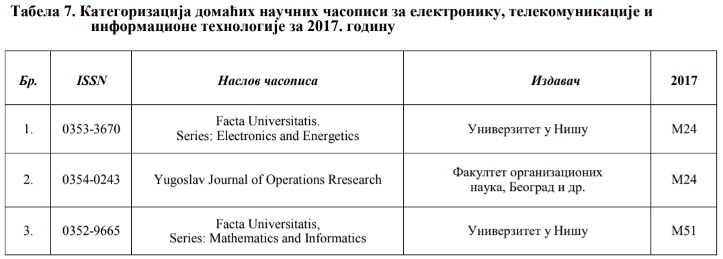 Табела 7. Категоризација домаћих научних часописи за електронику, телекомуникације и
информационе технологије за 2017. годину
Бр. ISSN Наслов часописа Издавач 2017
1. 0353-3670 Facta Universitatis. Series: Electronics and Energetics Универзитет у Нишу М24
2. 0354-0243 Yugoslav Journal of Operations Rresearch Факултет организационих наука, Београд и др. М24
3. 0352-9665 Facta Universitatis, Series: Mathematics and Informatics Универзитет у Нишу М51